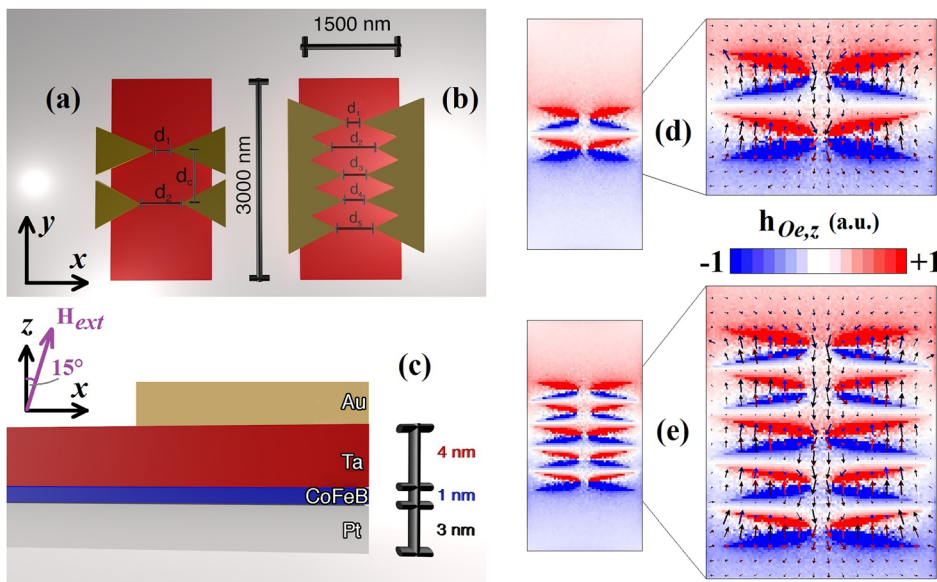 1500 nm
(a)
(b)
d1
d2
d3
d4
d5
d1
dc
d2
3000 nm
y
x
(d)
hOe,z (a.u.)
-1
+1
(e)
z
Hext
15°
x
(c)
Au
Ta
CoFeB
Pt
4 nm
1 nm
3 nm